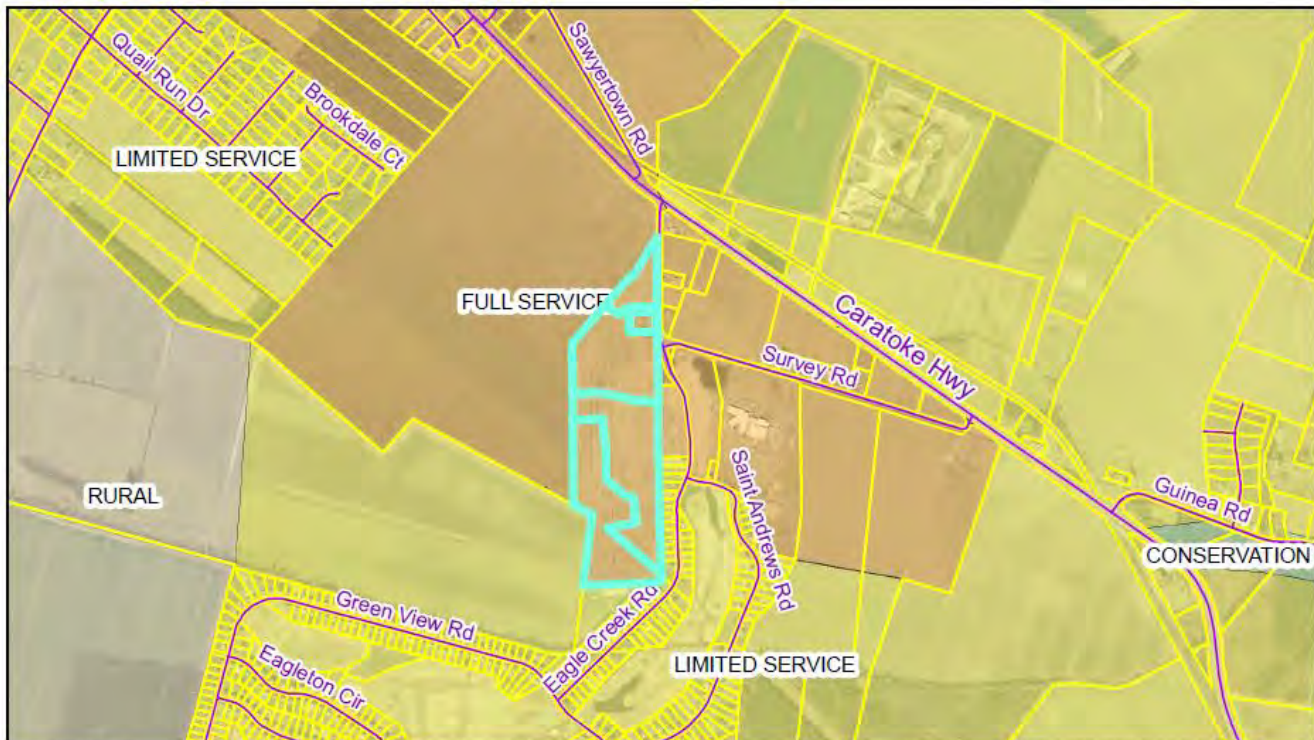 Sawyertown Rd
Quail Run Dr
Brookdale Ct
LIMITED SERVICE
FULL SERVICE
Caratoke Hwy
Survey Rd
RURAL
Saint Andrews Rd
Guinea Rd
CONSERVATION
Green View Rd
Eagle Creek Rd
Eagleton Cir
LIMITED SERVICE